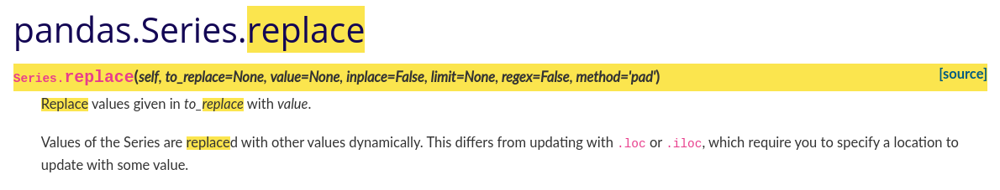 pandas.Series.replace
Series.replace(self, to_replace=None, value=None, inplace=False, limit=None, regex=False, method='pad') [source]
Replace values given in to_replace with value.
Values of the Series are replaced with other values dynamically. This differs from updating with .loc or .iloc, which require you to specify a location to
update with some value.